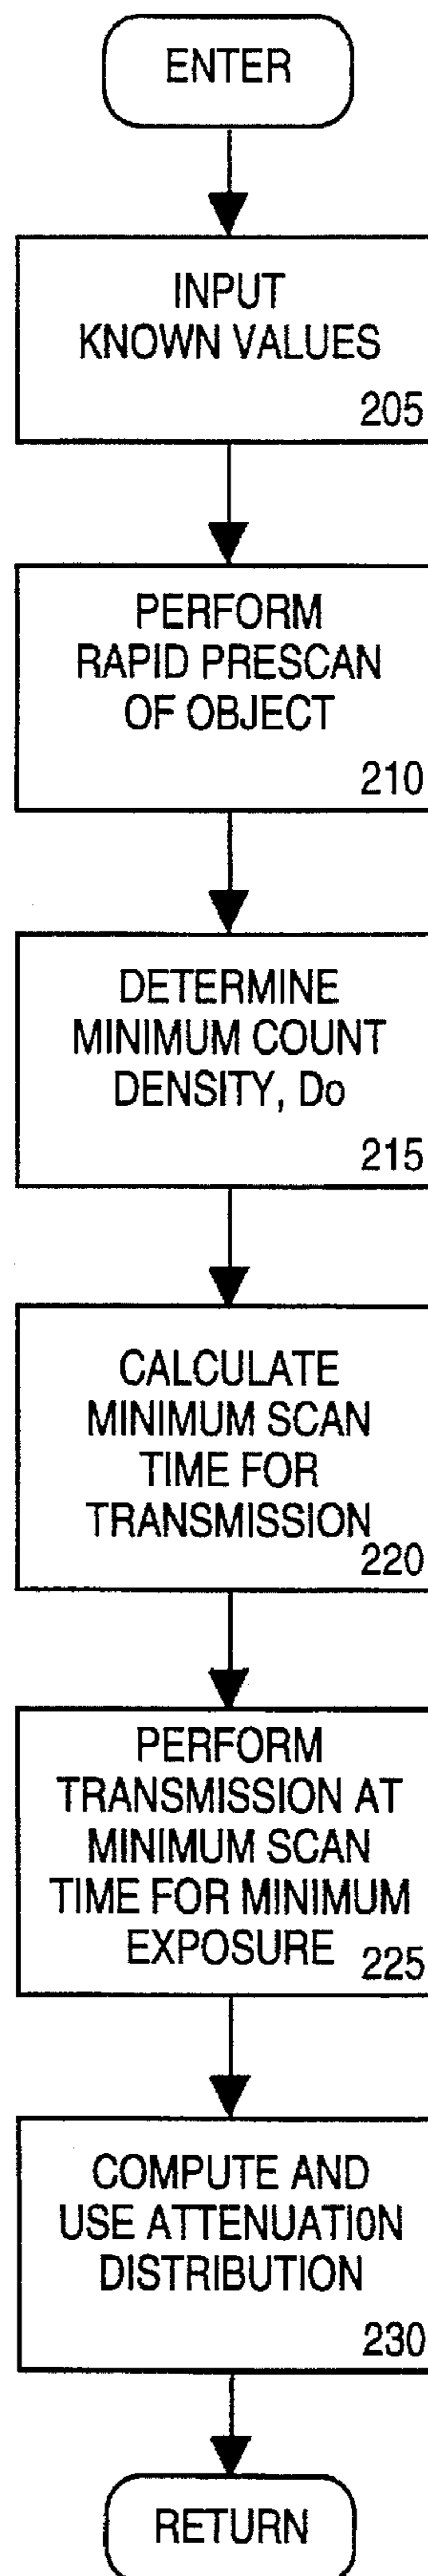 ENTER
INPUT
KNOWN VALUES
205
PERFORM
RAPID PRESCAN
OF OBJECT
210
DETERMINE
MINIMUM COUNT
DENSITY, Do
215
CALCULATE
MINIMUM SCAN
TIME FOR
TRANSMISSION
220
PERFORM
TRANSMISSION AT
MINIMUM SCAN
TIME FOR MINIMUM
EXPOSURE 225
COMPUTE AND
USE ATTENUATION
DISTRIBUTION
230
RETURN